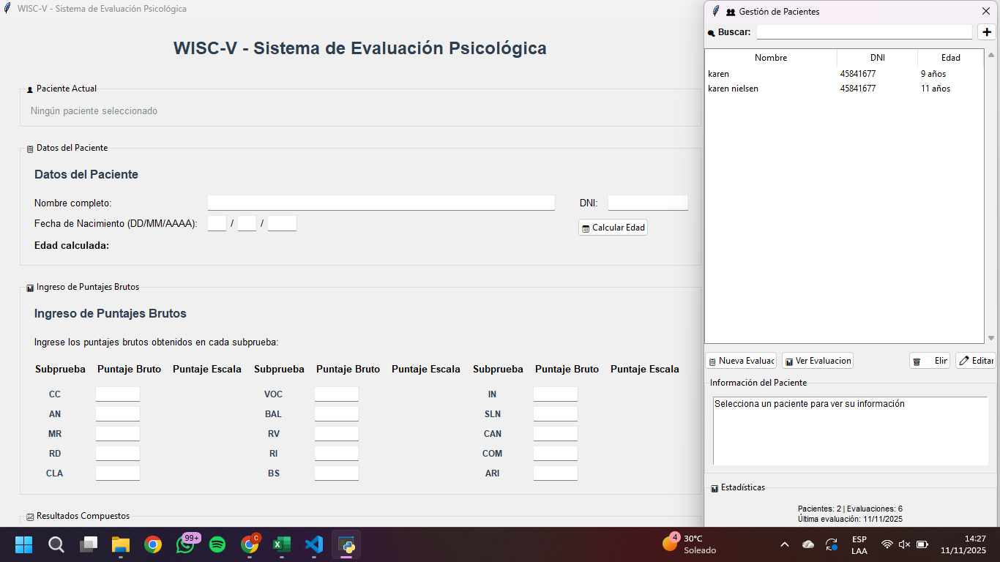 WISC-V - Sistema de Evaluación Psicológica
WISC-V - Sistema de Evaluación Psicológica
Paciente Actual
Ningún paciente seleccionado
Datos del Paciente
Datos del Paciente
Nombre completo: DNI:
Fecha de Nacimiento (DD/MM/AAAA): / / Calcular Edad
Edad calculada:
Ingreso de Puntajes Brutos
Ingreso de Puntajes Brutos
Ingrese los puntajes brutos obtenidos en cada subprueba:
Subprueba Puntaje Bruto Puntaje Escala Subprueba Puntaje Bruto Puntaje Escala Subprueba Puntaje Bruto Puntaje Escala
CC VOC IN
AN BAL SLN
MR RV CAN
RD RI COM
CLA BS ARI
Resultados Compuestos
Gestión de Pacientes
Buscar:
Nombre DNI Edad
karen 45841677 9 años
karen nielsen 45841677 11 años
Nueva Evaluac Ver Evaluacion Elir Editar
Información del Paciente
Selecciona un paciente para ver su información
Estadísticas
Pacientes: 2 | Evaluaciones: 6
Última evaluación: 11/11/2025
99+
C
4
30°C
Soleado
ESP
LAA
14:27
11/11/2025